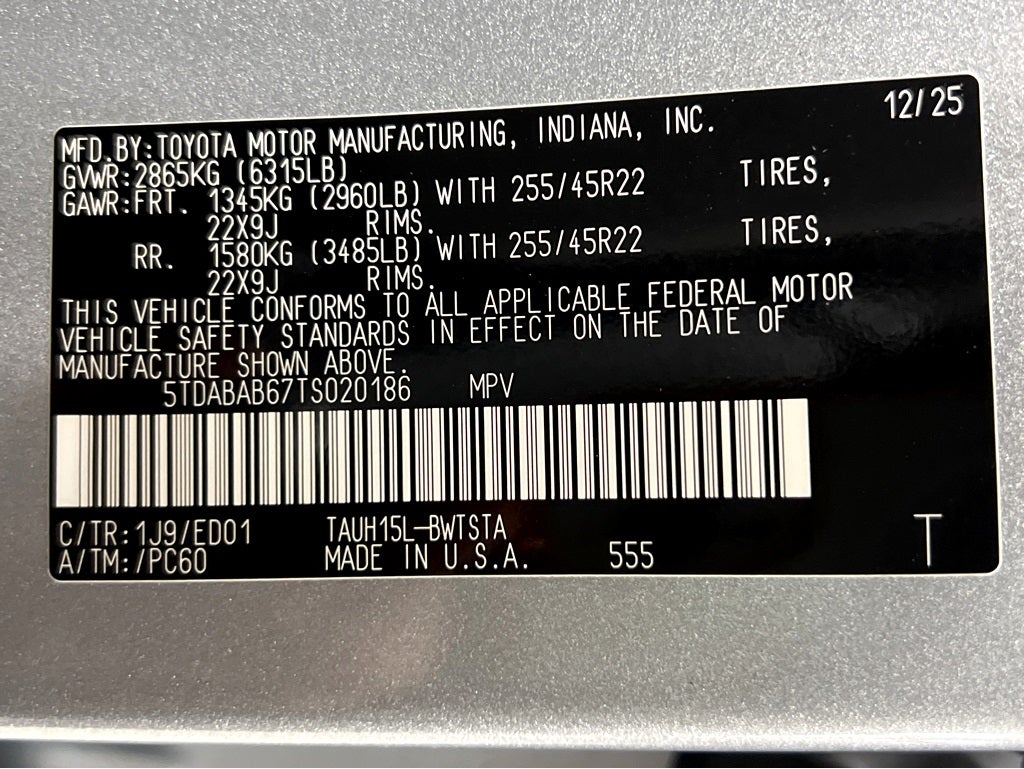 12/25
MFD.BY:TOYOTA MOTOR MANUFACTURING, INDIANA, INC.
GVWR:2865KG (6315LB)
GAWR:FRT. 1345KG (2960LB) WITH 255/45R22 TIRES,
22X9J RIMS.
RR. 1580KG (3485LB) WITH 255/45R22 TIRES,
22X9J RIMS.
THIS VEHICLE CONFORMS TO ALL APPLICABLE FEDERAL MOTOR
VEHICLE SAFETY STANDARDS IN EFFECT ON THE DATE OF
MANUFACTURE SHOWN ABOVE.
5TDABAB67TS020186 MPV
C/TR:1J9/ED01 TAUH15L-BWTSTA
A/TM:/PC60 MADE IN U.S.A. 555 T